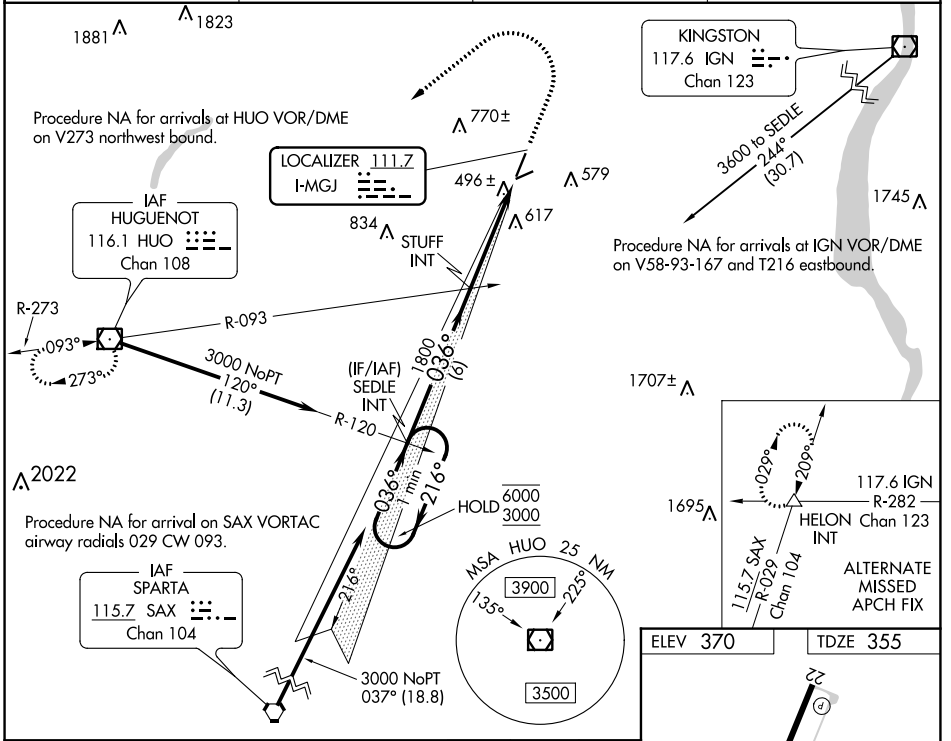 1881
1823
Procedure NA for arrivals at HUO VOR/DME
on V273 northwest bound.
LOCALIZER 111.7
I-MGJ
770±
496±
579
617
834
KINGSTON
117.6 IGN
Chan 123
3600 to SEDLE
244°
(30.7)
1745
Procedure NA for arrivals at IGN VOR/DME
on V58-93-167 and T216 eastbound.
IAF
HUGUENOT
116.1 HUO
Chan 108
STUFF
INT
R-273
093°
273°
R-093
3000 NoPT
120°
(11.3)
R-120
(IF/IAF)
SEDLE
INT
1800
036°
(6)
1707±
036°
1 min
216°
HOLD
6000
3000
2022
Procedure NA for arrival on SAX VORTAC
airway radials 029 CW 093.
IAF
SPARTA
115.7 SAX
Chan 104
216°
3000 NoPT
037° (18.8)
MSA HUO 25 NM
135°
225°
3900
3500
1695
029°
209°
117.6 IGN
R-282
Chan 123
HELON
INT
115.7 SAX
R-029
Chan 104
ALTERNATE
MISSED
APCH FIX
ELEV 370
TDZE 355
22
P